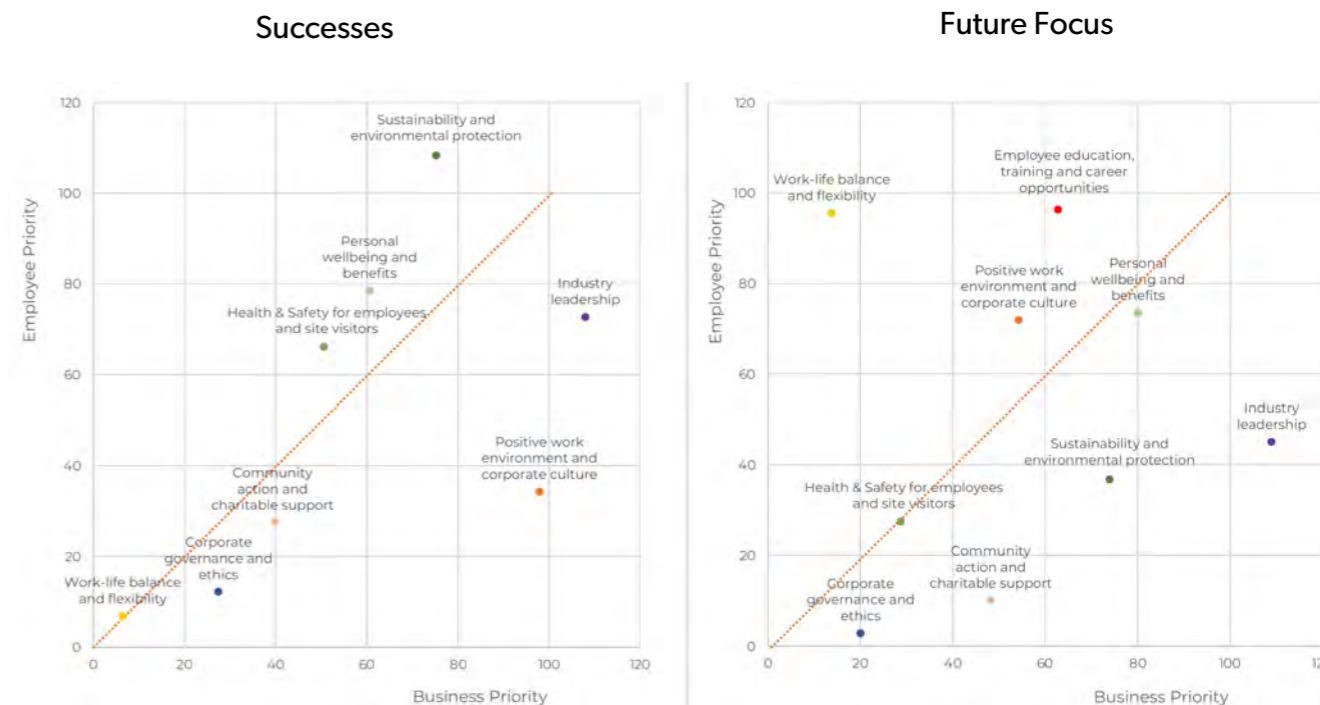 Successes
120
100
80
60
40
20
0
0
20
40
60
80
100
120
Employee Priority
Business Priority
Sustainability and
environmental protection
Personal
wellbeing and
benefits
Industry
leadership
Health & Safety for employees
and site visitors
Positive work
environment and
corporate culture
Community
action and
charitable support
Corporate
governance and
ethics
Work-life balance
and flexibility
Future Focus
120
100
80
60
40
20
0
0
20
40
60
80
100
120
Employee Priority
Business Priority
Employee education,
training and career
opportunities
Work-life balance
and flexibility
Positive work
environment and
corporate culture
Personal
wellbeing and
benefits
Industry
leadership
Sustainability and
environmental protection
Health & Safety for employees
and site visitors
Community
action and
charitable support
Corporate
governance and
ethics